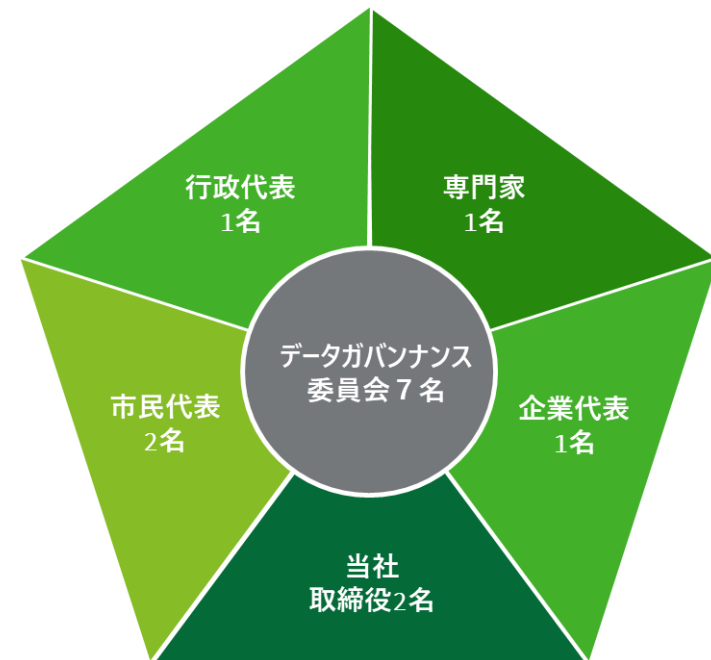 行政代表
1名
専門家
1名
データガバンナンス
委員会７名
市民代表
2名
企業代表
1名
当社
取締役2名